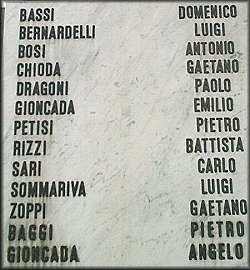 BASSI DOMENICO
BERNARDELLI LUIGI
BOSI ANTONIO
CHIODA GAETANO
DRAGONI PAOLO
GIONCADA EMILIO
PETISI PIETRO
RIZZI BATTISTA
SARI CARLO
SOMMARIVA LUIGI
ZOPPI GAETANO
BAGGI PIETRO
GIONCADA ANGELO